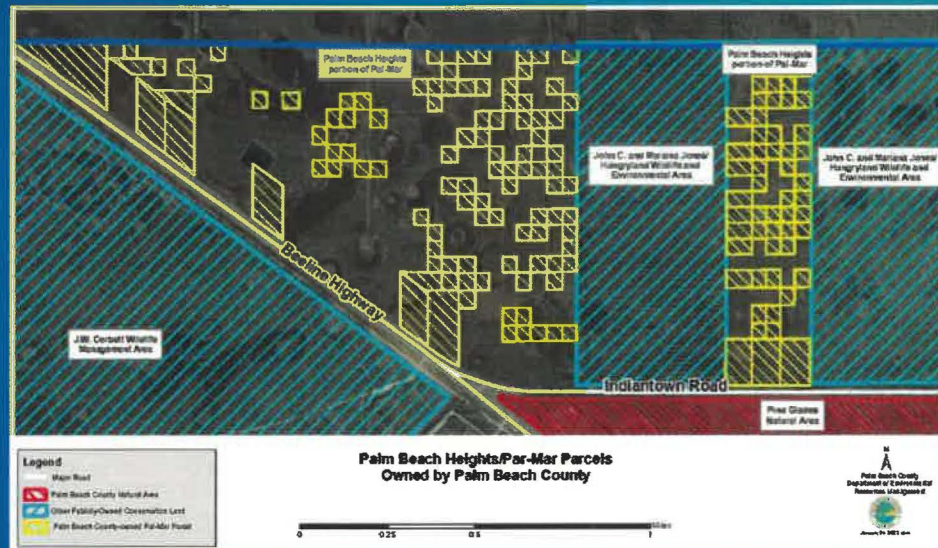 Palm Beach Heights
portion of Pal-Mar
Palm Beach Heights
portion of Pal-Mar
John C. and Mariana Jones/
Hungryland Wildlife and
Environmental Area
John C. and Mariana Jones/
Hungryland Wildlife and
Environmental Area
Beeline Highway
J.W. Corbett Wildlife
Management Area
Indiantown Road
Pine Glades
Natural Area
Legend
Major Road
Palm Beach County Natural Area
Other Publicly-Owned Conservation Land
Palm Beach County-owned Pal-Mar Parcel
Palm Beach Heights/Par-Mar Parcels
Owned by Palm Beach County
0 0.25 0.5 1
Miles
N
Palm Beach County
Department of Environmental
Resources Management